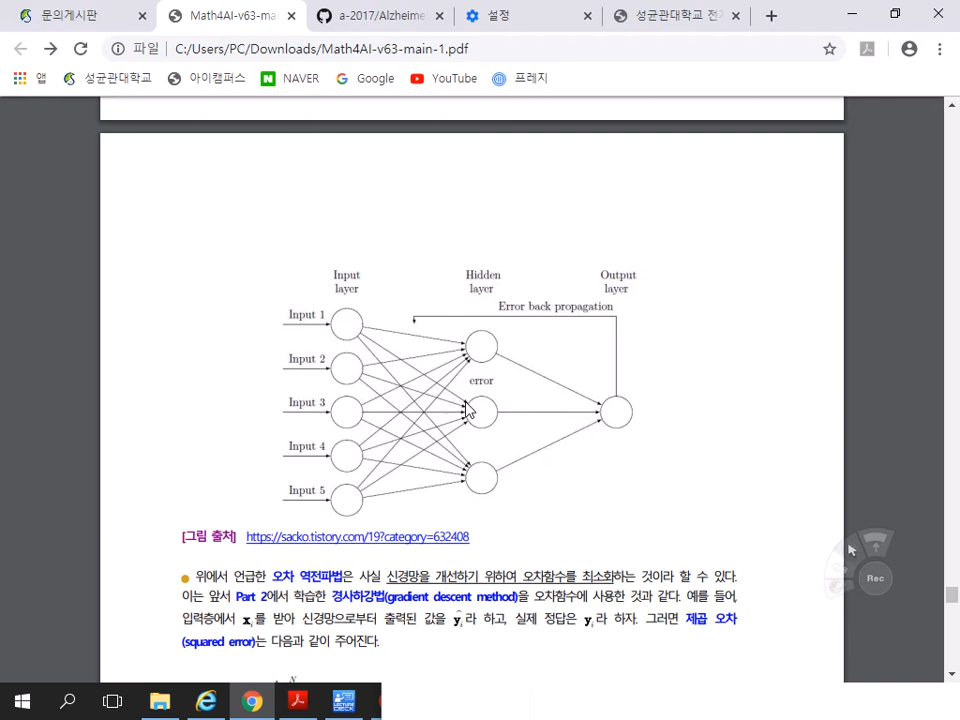 문의게시판
Math4AI-v63-ma
a-2017/Alzheime
설정
성균관대학교 전
파일 C:/Users/PC/Downloads/Math4AI-v63-main-1.pdf
앱 성균관대학교 아이캠퍼스 NAVER Google YouTube 프레지
Input layer
Hidden layer
Output layer
Error back propagation
Input 1
Input 2
error
Input 3
Input 4
Input 5
[그림 출처] https://sacko.tistory.com/19?category=632408
위에서 언급한 오차 역전파법은 사실 신경망을 개선하기 위하여 오차함수를 최소화하는 것이라 할 수 있다.
이는 앞서 Part 2에서 학습한 경사하강법(gradient descent method)을 오차함수에 사용한 것과 같다. 예를 들어,
입력층에서 x_i를 받아 신경망으로부터 출력된 값을 ŷ_i라 하고, 실제 정답은 y_i라 하자. 그러면 제곱 오차
(squared error)는 다음과 같이 주어진다.
N
Rec
LECTURE CHECK